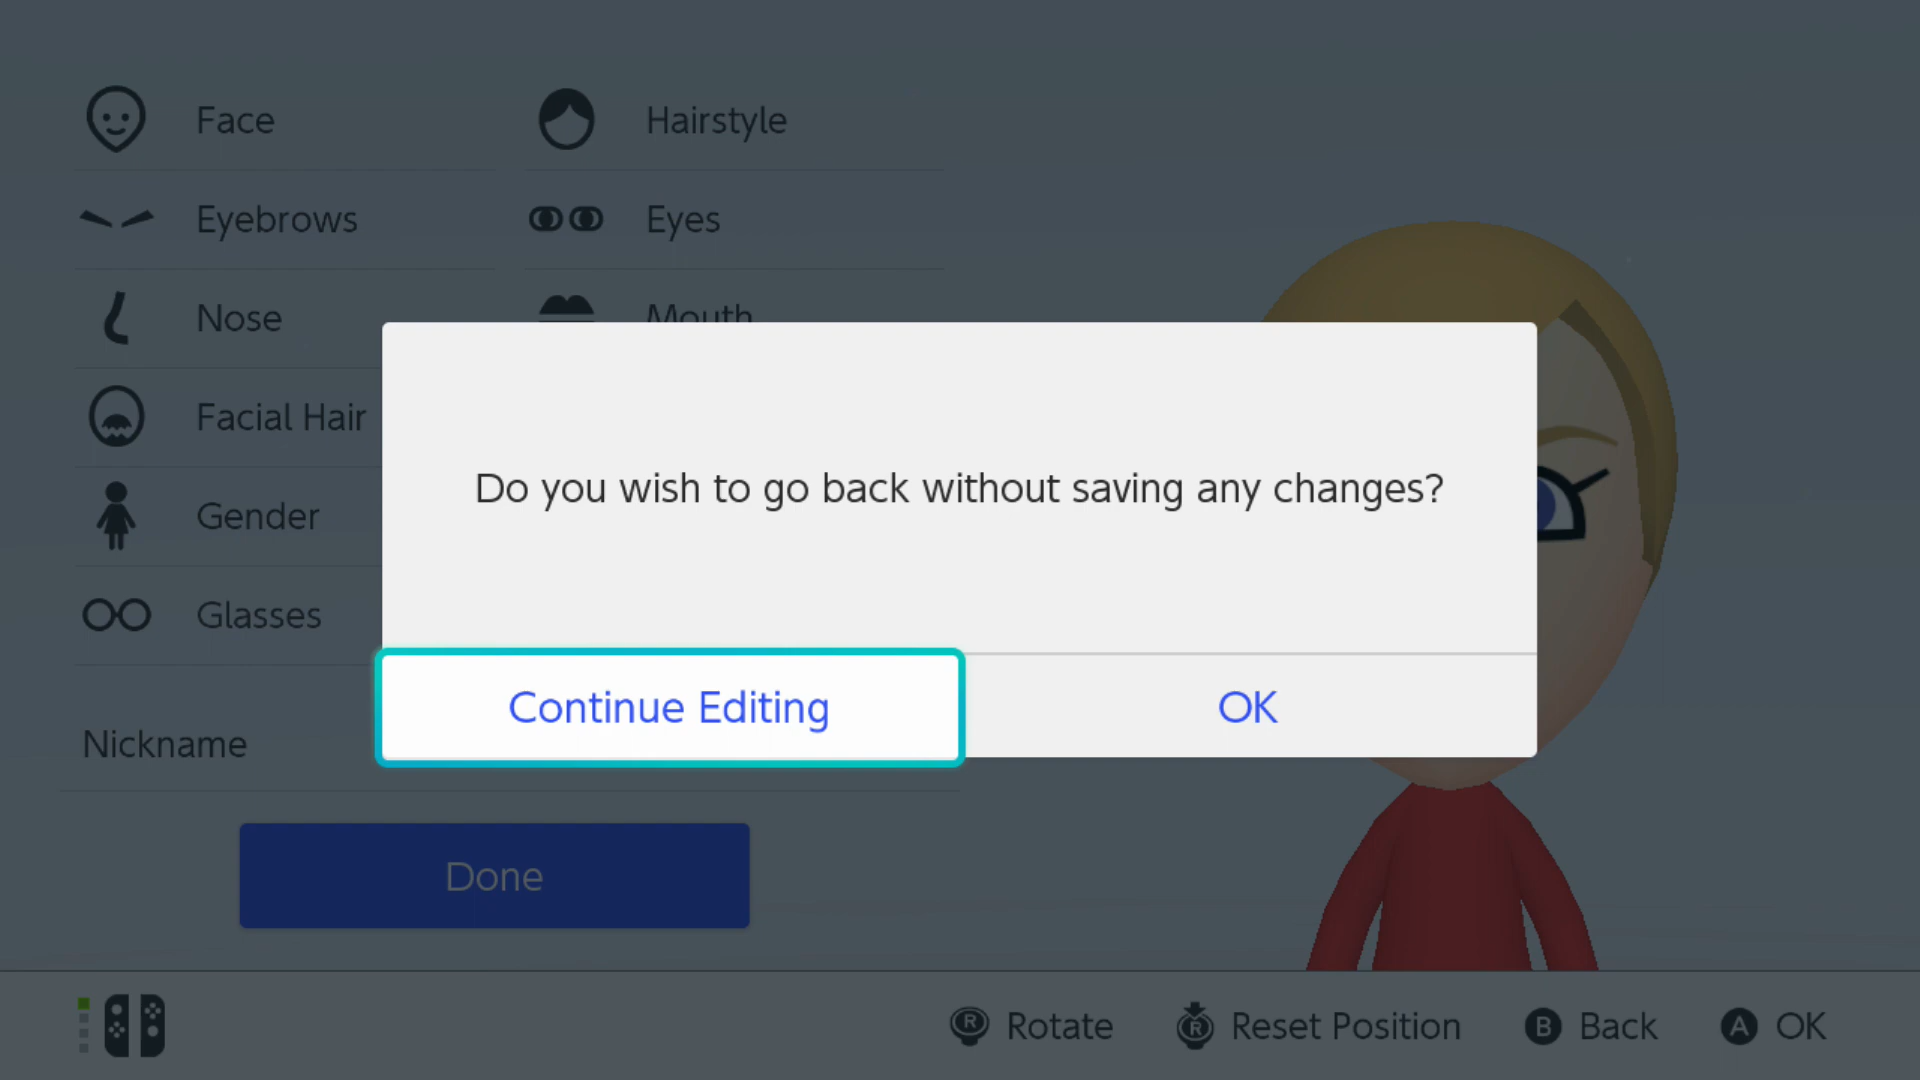 Face
Hairstyle
Eyebrows
Eyes
Nose
Mouth
Facial Hair
Gender
Glasses
Do you wish to go back without saving any changes?
Continue Editing
OK
Nickname
Done
R Rotate
R Reset Position
B Back
A OK